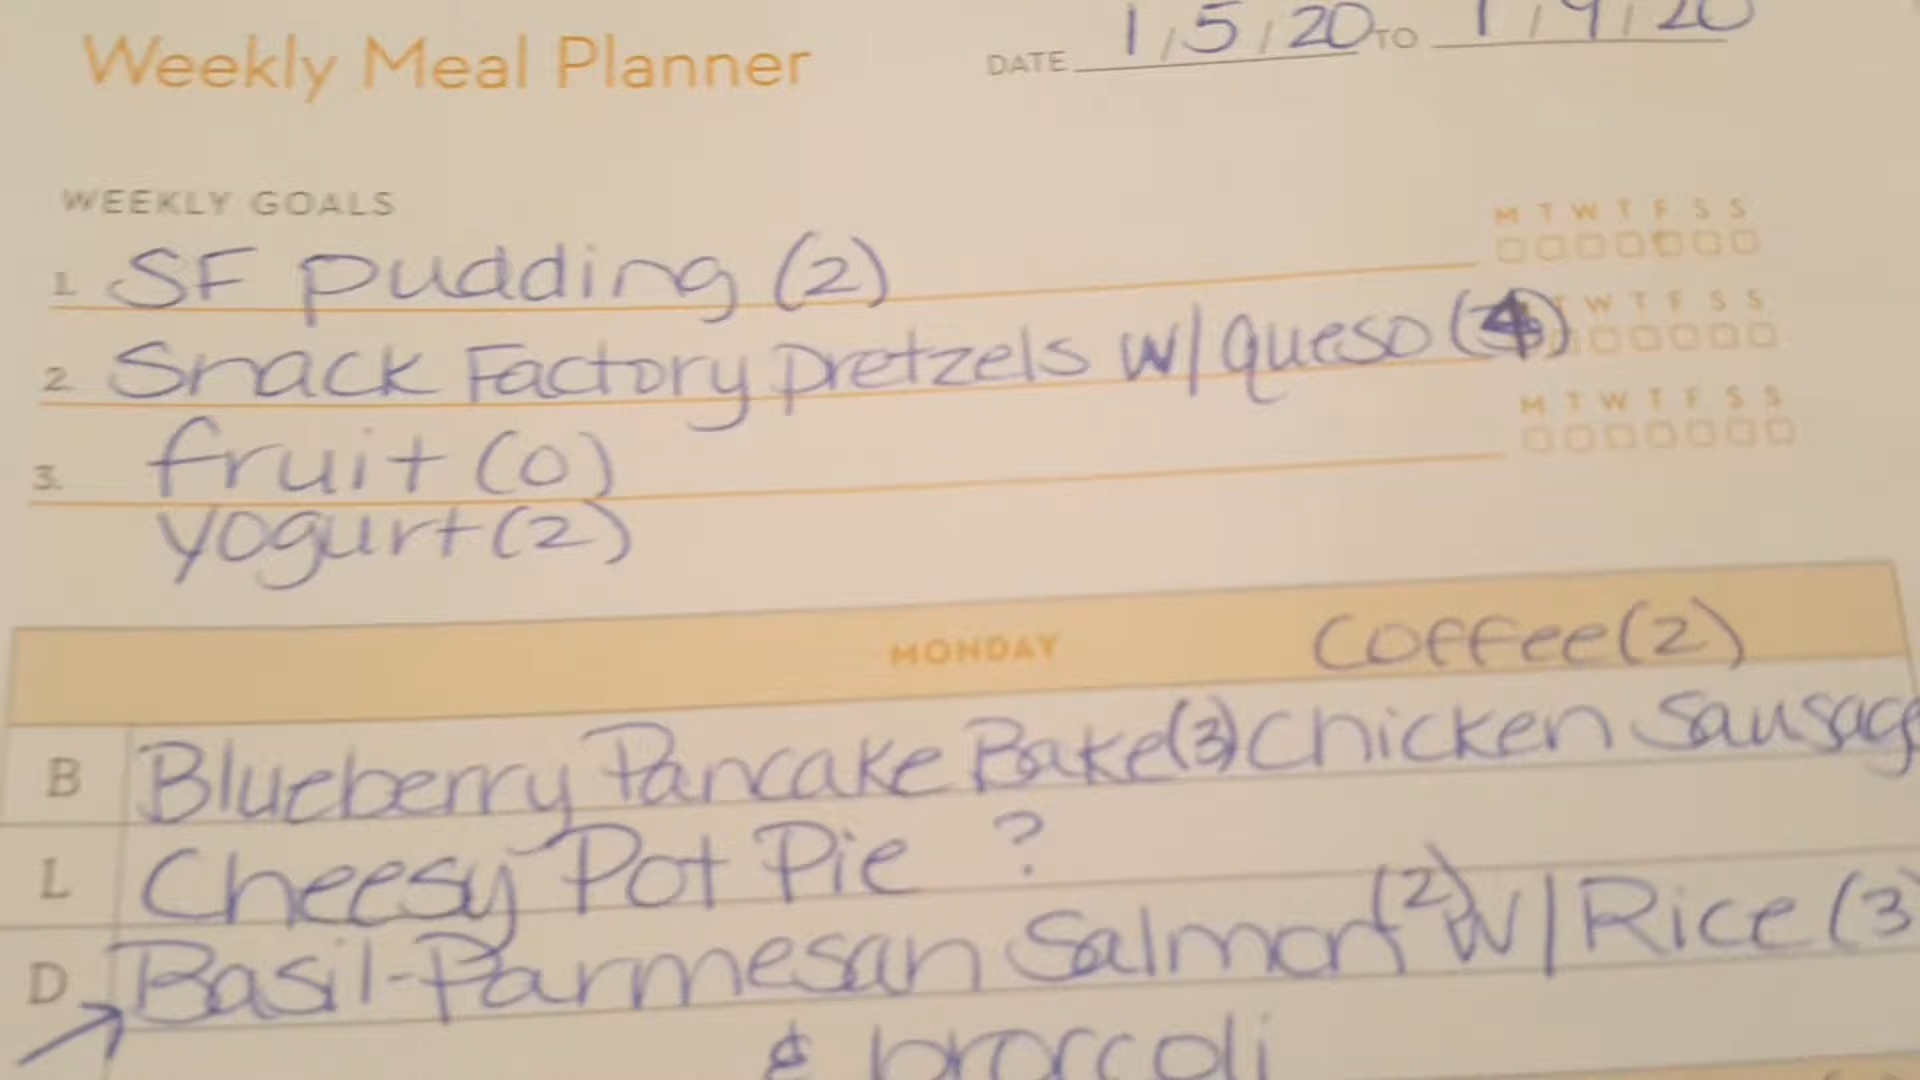 Weekly Meal Planner
DATE 1/5/20 TO 1/9/20
WEEKLY GOALS
M T W T F S S
1. SF pudding (2)
T W T F S S
2. Snack Factory pretzels w/ queso (4)
M T W T F S S
3. fruit (0)
yogurt (2)
MONDAY Coffee (2)
B Blueberry Pancake Bake (3) Chicken Sausag
L Cheesy Pot Pie ?
D Basil-Parmesan Salmon (2) w/ Rice (3
& broccoli